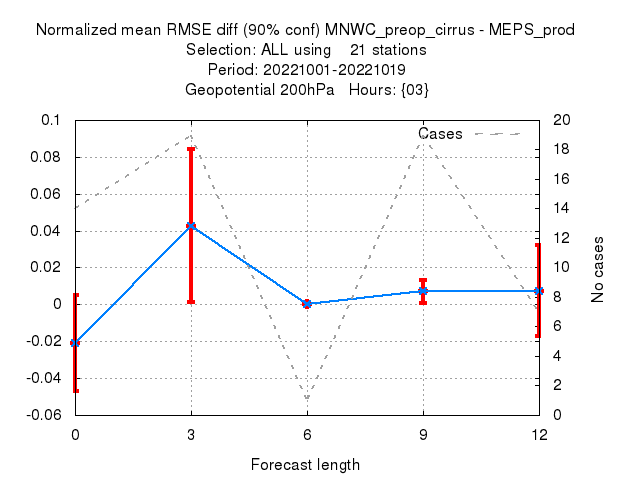 Normalized mean RMSE diff (90% conf) MNWC_preop_cirrus - MEPS_prod
Selection: ALL using 21 stations
Period: 20221001-20221019
Geopotential 200hPa Hours: {03}
Cases
0.1
0.08
0.06
0.04
0.02
0
-0.02
-0.04
-0.06
20
18
16
14
12
10
8
6
4
2
0
No cases
0 3 6 9 12
Forecast length